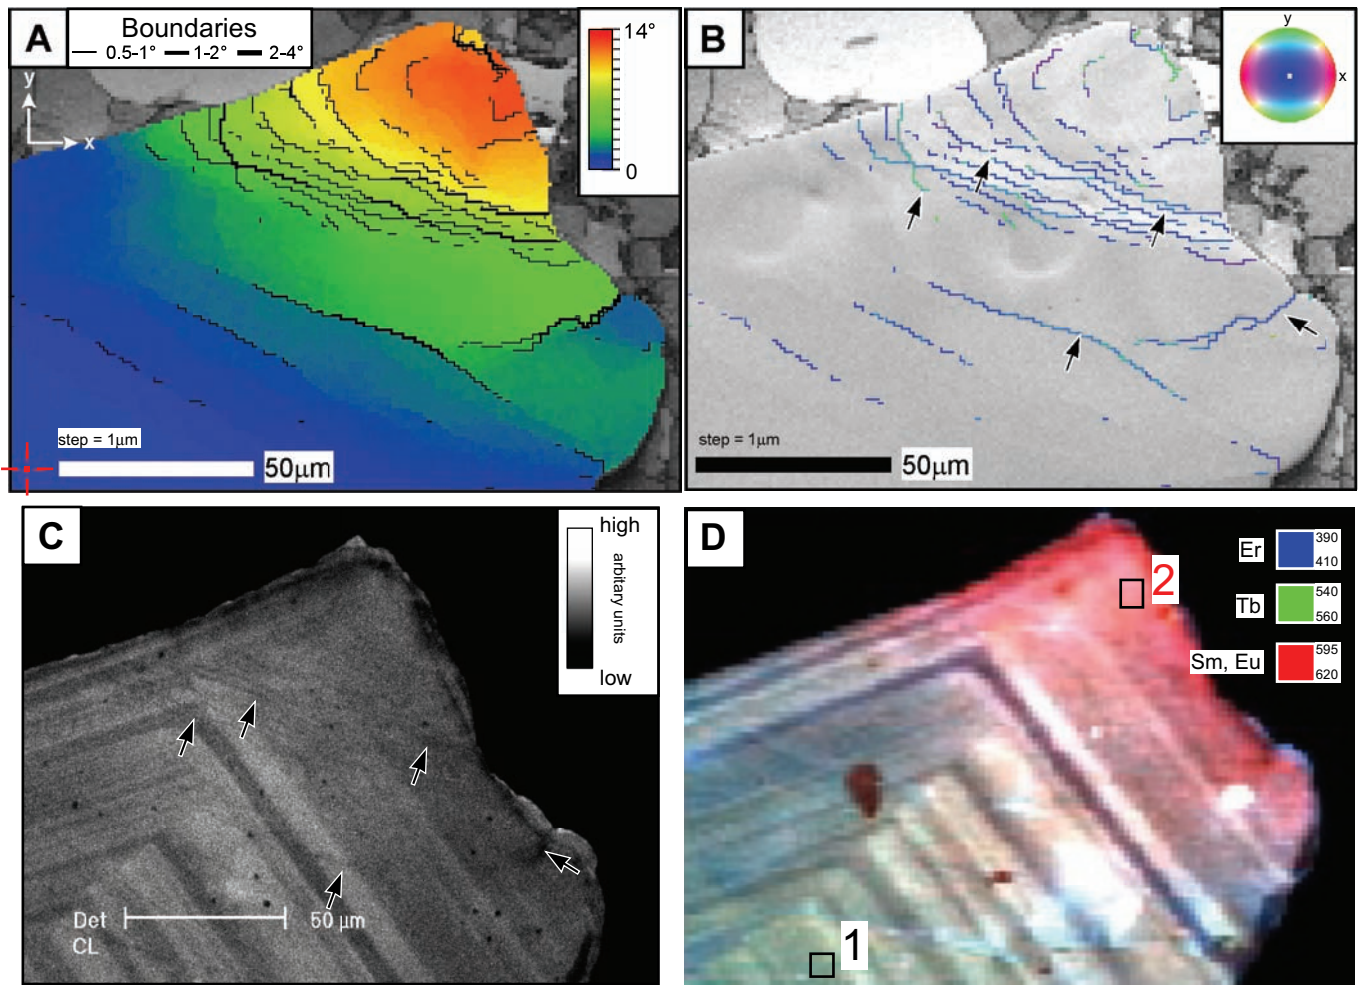 A
Boundaries
0.5-1° 1-2° 2-4°
14°
0
y
x
step = 1µm
50µm
B
y
x
step = 1µm
50µm
C
high
arbitary units
low
Det
CL
50 µm
D
Er
390
410
Tb
540
560
Sm, Eu
595
620
2
1